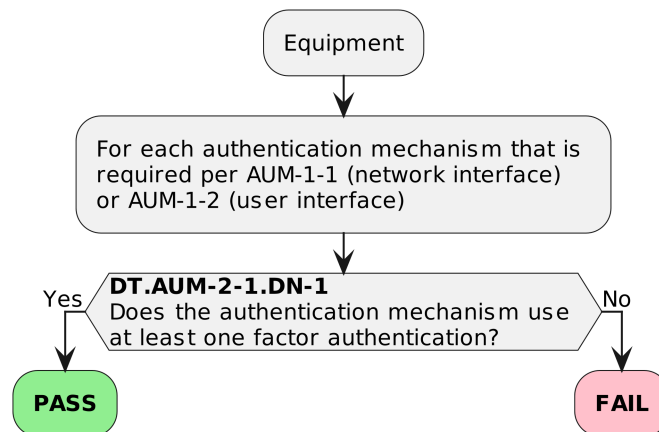 Equipment
For each authentication mechanism that is
required per AUM-1-1 (network interface)
or AUM-1-2 (user interface)
DT.AUM-2-1.DN-1
Does the authentication mechanism use
at least one factor authentication?
Yes
No
PASS
FAIL